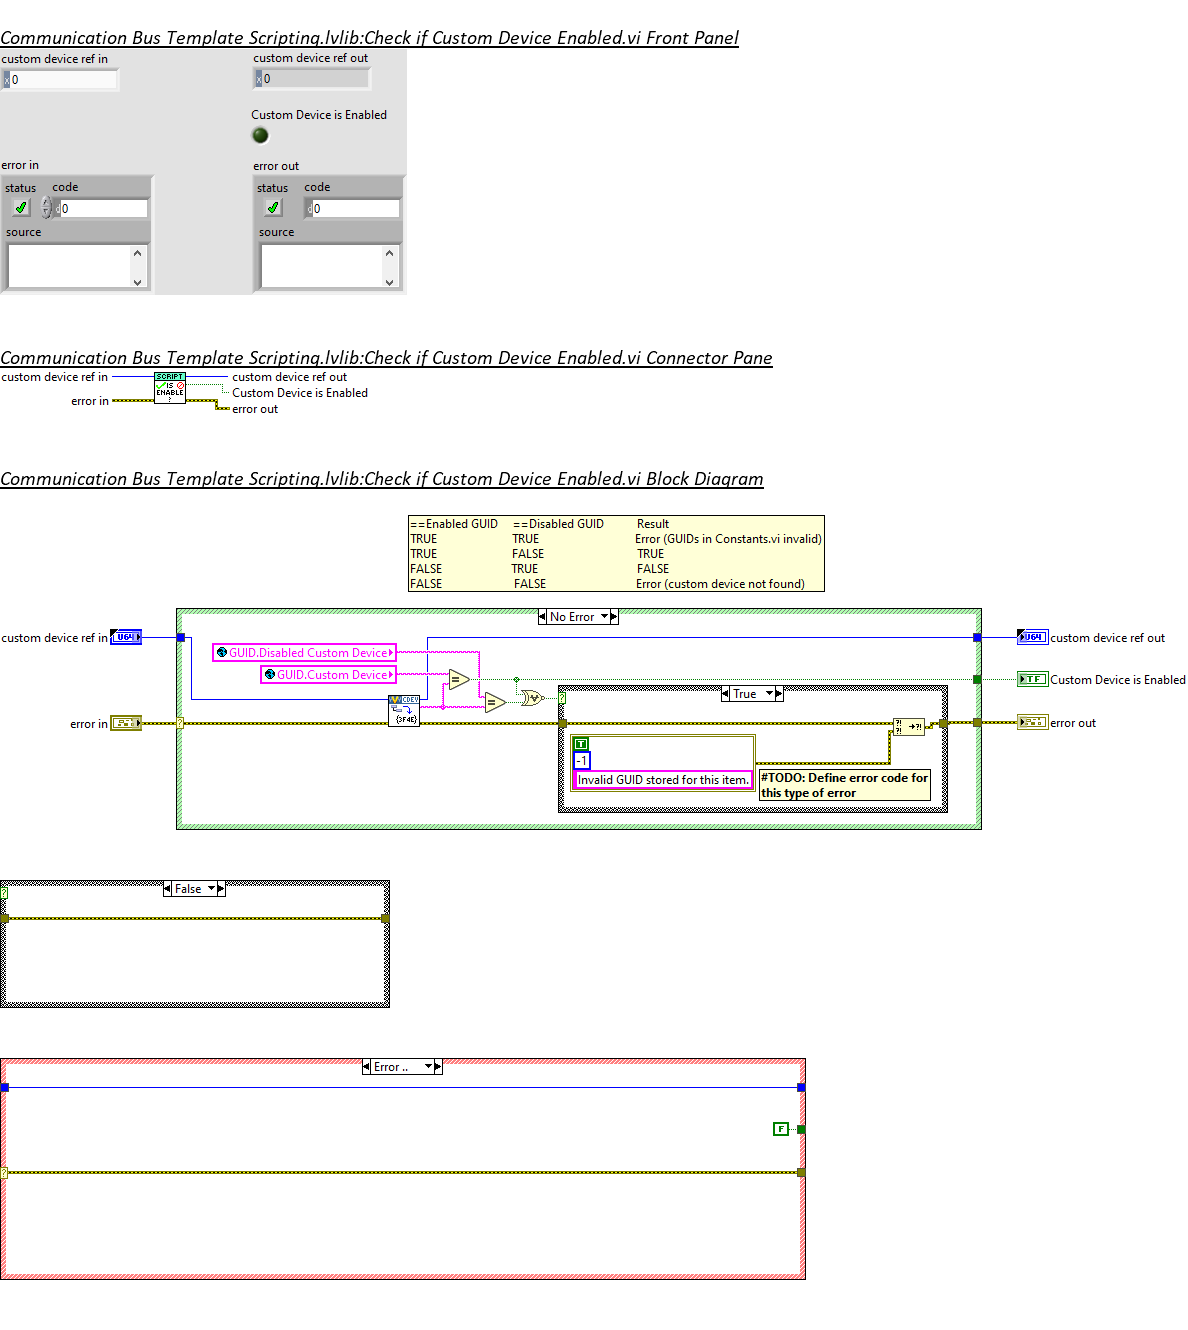 Communication Bus Template Scripting.lvlib:Check if Custom Device Enabled.vi Front Panel
custom device ref in
custom device ref out
x 0
x 0
Custom Device is Enabled
error in
error out
status code
status code
d 0
d 0
source
source
Communication Bus Template Scripting.lvlib:Check if Custom Device Enabled.vi Connector Pane
custom device ref in
SCRIPT
IS
ENABLE
?
custom device ref out
Custom Device is Enabled
error in
error out
Communication Bus Template Scripting.lvlib:Check if Custom Device Enabled.vi Block Diagram
==Enabled GUID ==Disabled GUID Result
TRUE TRUE Error (GUIDs in Constants.vi invalid)
TRUE FALSE TRUE
FALSE TRUE FALSE
FALSE FALSE Error (custom device not found)
No Error
custom device ref in
U64
U64
custom device ref out
GUID.Disabled Custom Device
GUID.Custom Device
=
=
TF
Custom Device is Enabled
True
CDEV
{3F4E}
error in
?
?
error out
T
-1
Invalid GUID stored for this item.
#TODO: Define error code for
this type of error
False
?
Error ..
F
?